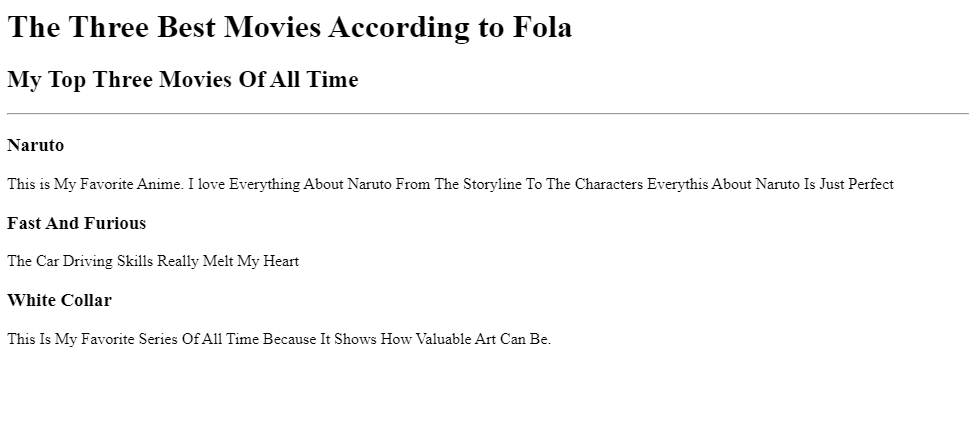 The Three Best Movies According to Fola
My Top Three Movies Of All Time
Naruto
This is My Favorite Anime. I love Everything About Naruto From The Storyline To The Characters Everythis About Naruto Is Just Perfect
Fast And Furious
The Car Driving Skills Really Melt My Heart
White Collar
This Is My Favorite Series Of All Time Because It Shows How Valuable Art Can Be.